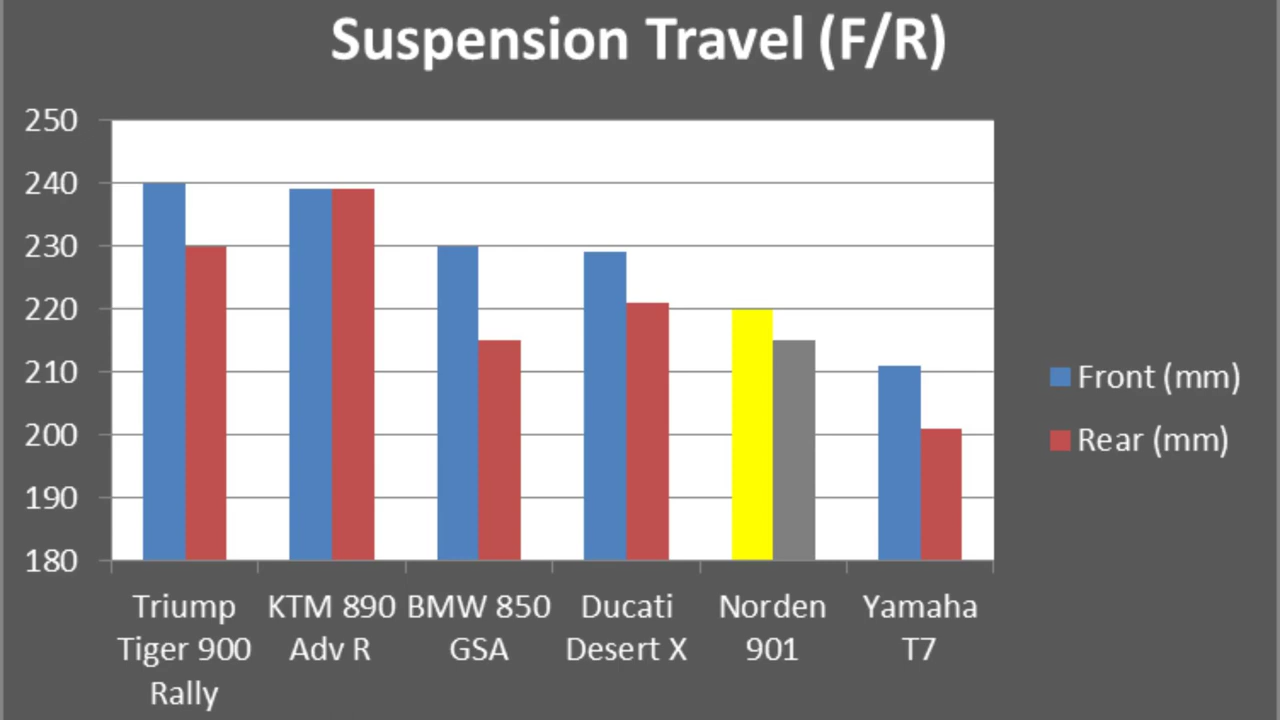 Suspension Travel (F/R)
250
240
230
220
210
200
190
180
Triump Tiger 900 Rally
KTM 890 Adv R
BMW 850 GSA
Ducati Desert X
Norden 901
Yamaha T7
Front (mm)
Rear (mm)